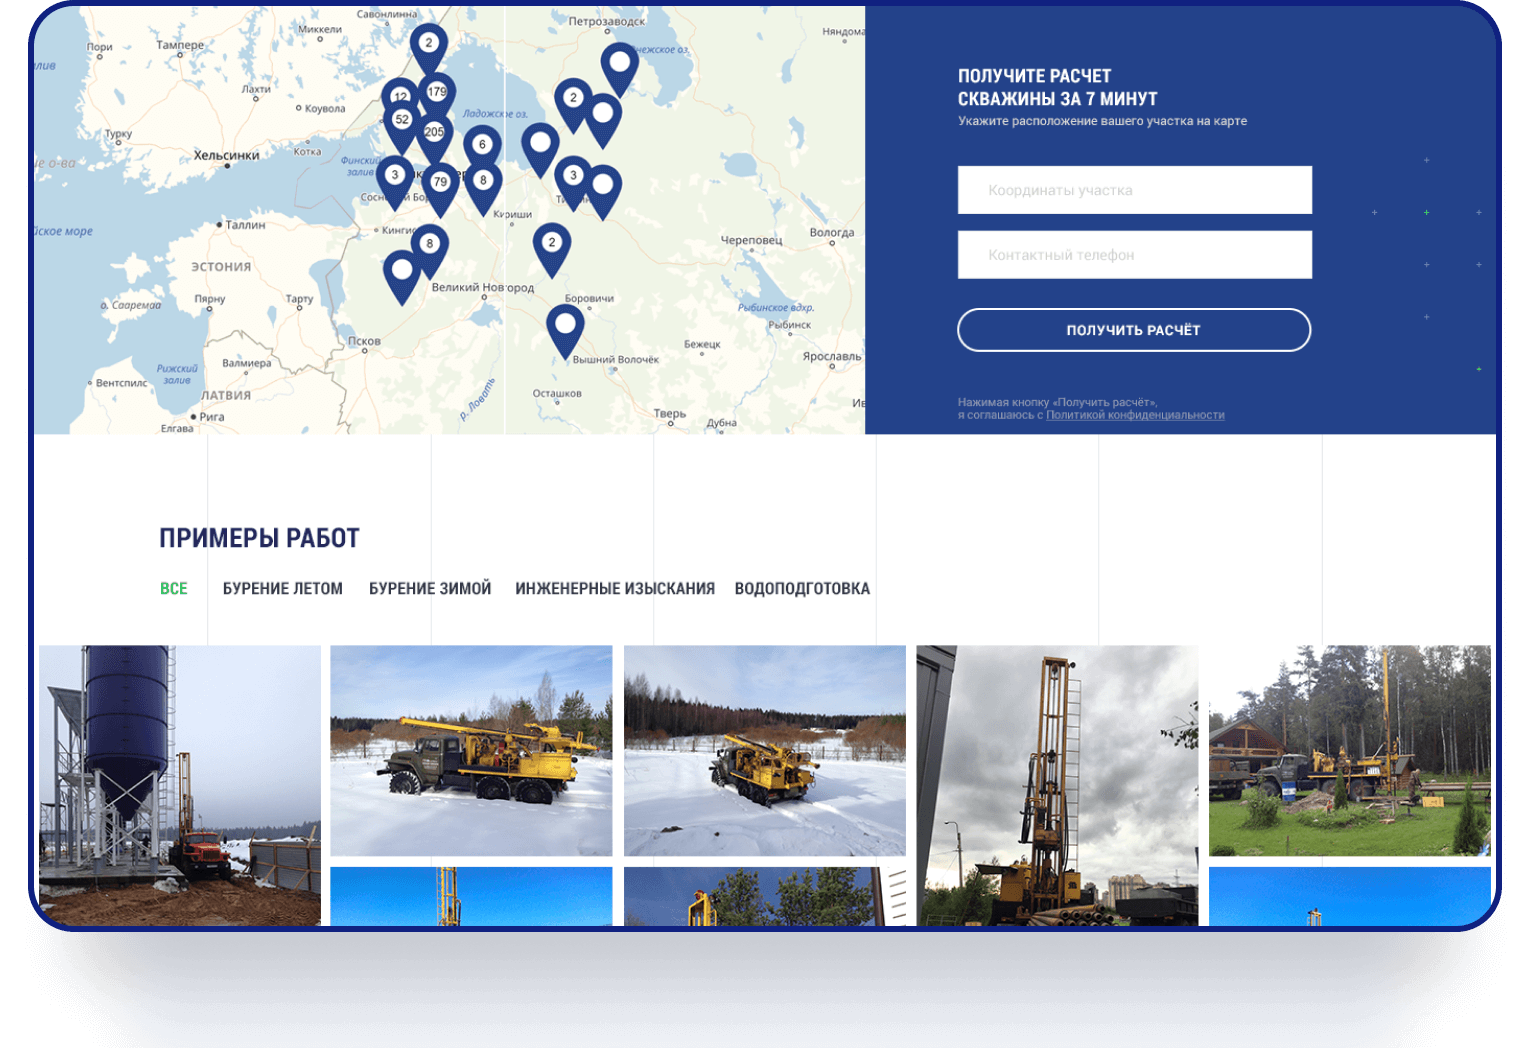 Савонлинна
Миккели
Петрозаводск
Няндома
Пори
Тампере
Лахти
Коувола
Ладожское оз.
Турку
Хельсинки
Котка
Финский
залив
Кириши
Таллин
йское море
Череповец
Вологда
ЭСТОНИЯ
о. Сааремаа
Пярну
Тарту
Великий Новгород
Боровичи
Рыбинское вдхр.
Рыбинск
Псков
Бежецк
Ярославль
Вышний Волочёк
Валмиера
Рижский
залив
Вентспилс
ЛАТВИЯ
Осташков
р. Ловать
Рига
Елгава
Тверь
Дубна
2
12
179
52
205
2
6
3
79
8
3
8
2
ПОЛУЧИТЕ РАСЧЕТ
СКВАЖИНЫ ЗА 7 МИНУТ
Укажите расположение вашего участка на карте
Координаты участка
Контактный телефон
ПОЛУЧИТЬ РАСЧЁТ
Нажимая кнопку «Получить расчёт»,
я соглашаюсь с Политикой конфиденциальности
ПРИМЕРЫ РАБОТ
ВСЕ БУРЕНИЕ ЛЕТОМ БУРЕНИЕ ЗИМОЙ ИНЖЕНЕРНЫЕ ИЗЫСКАНИЯ ВОДОПОДГОТОВКА